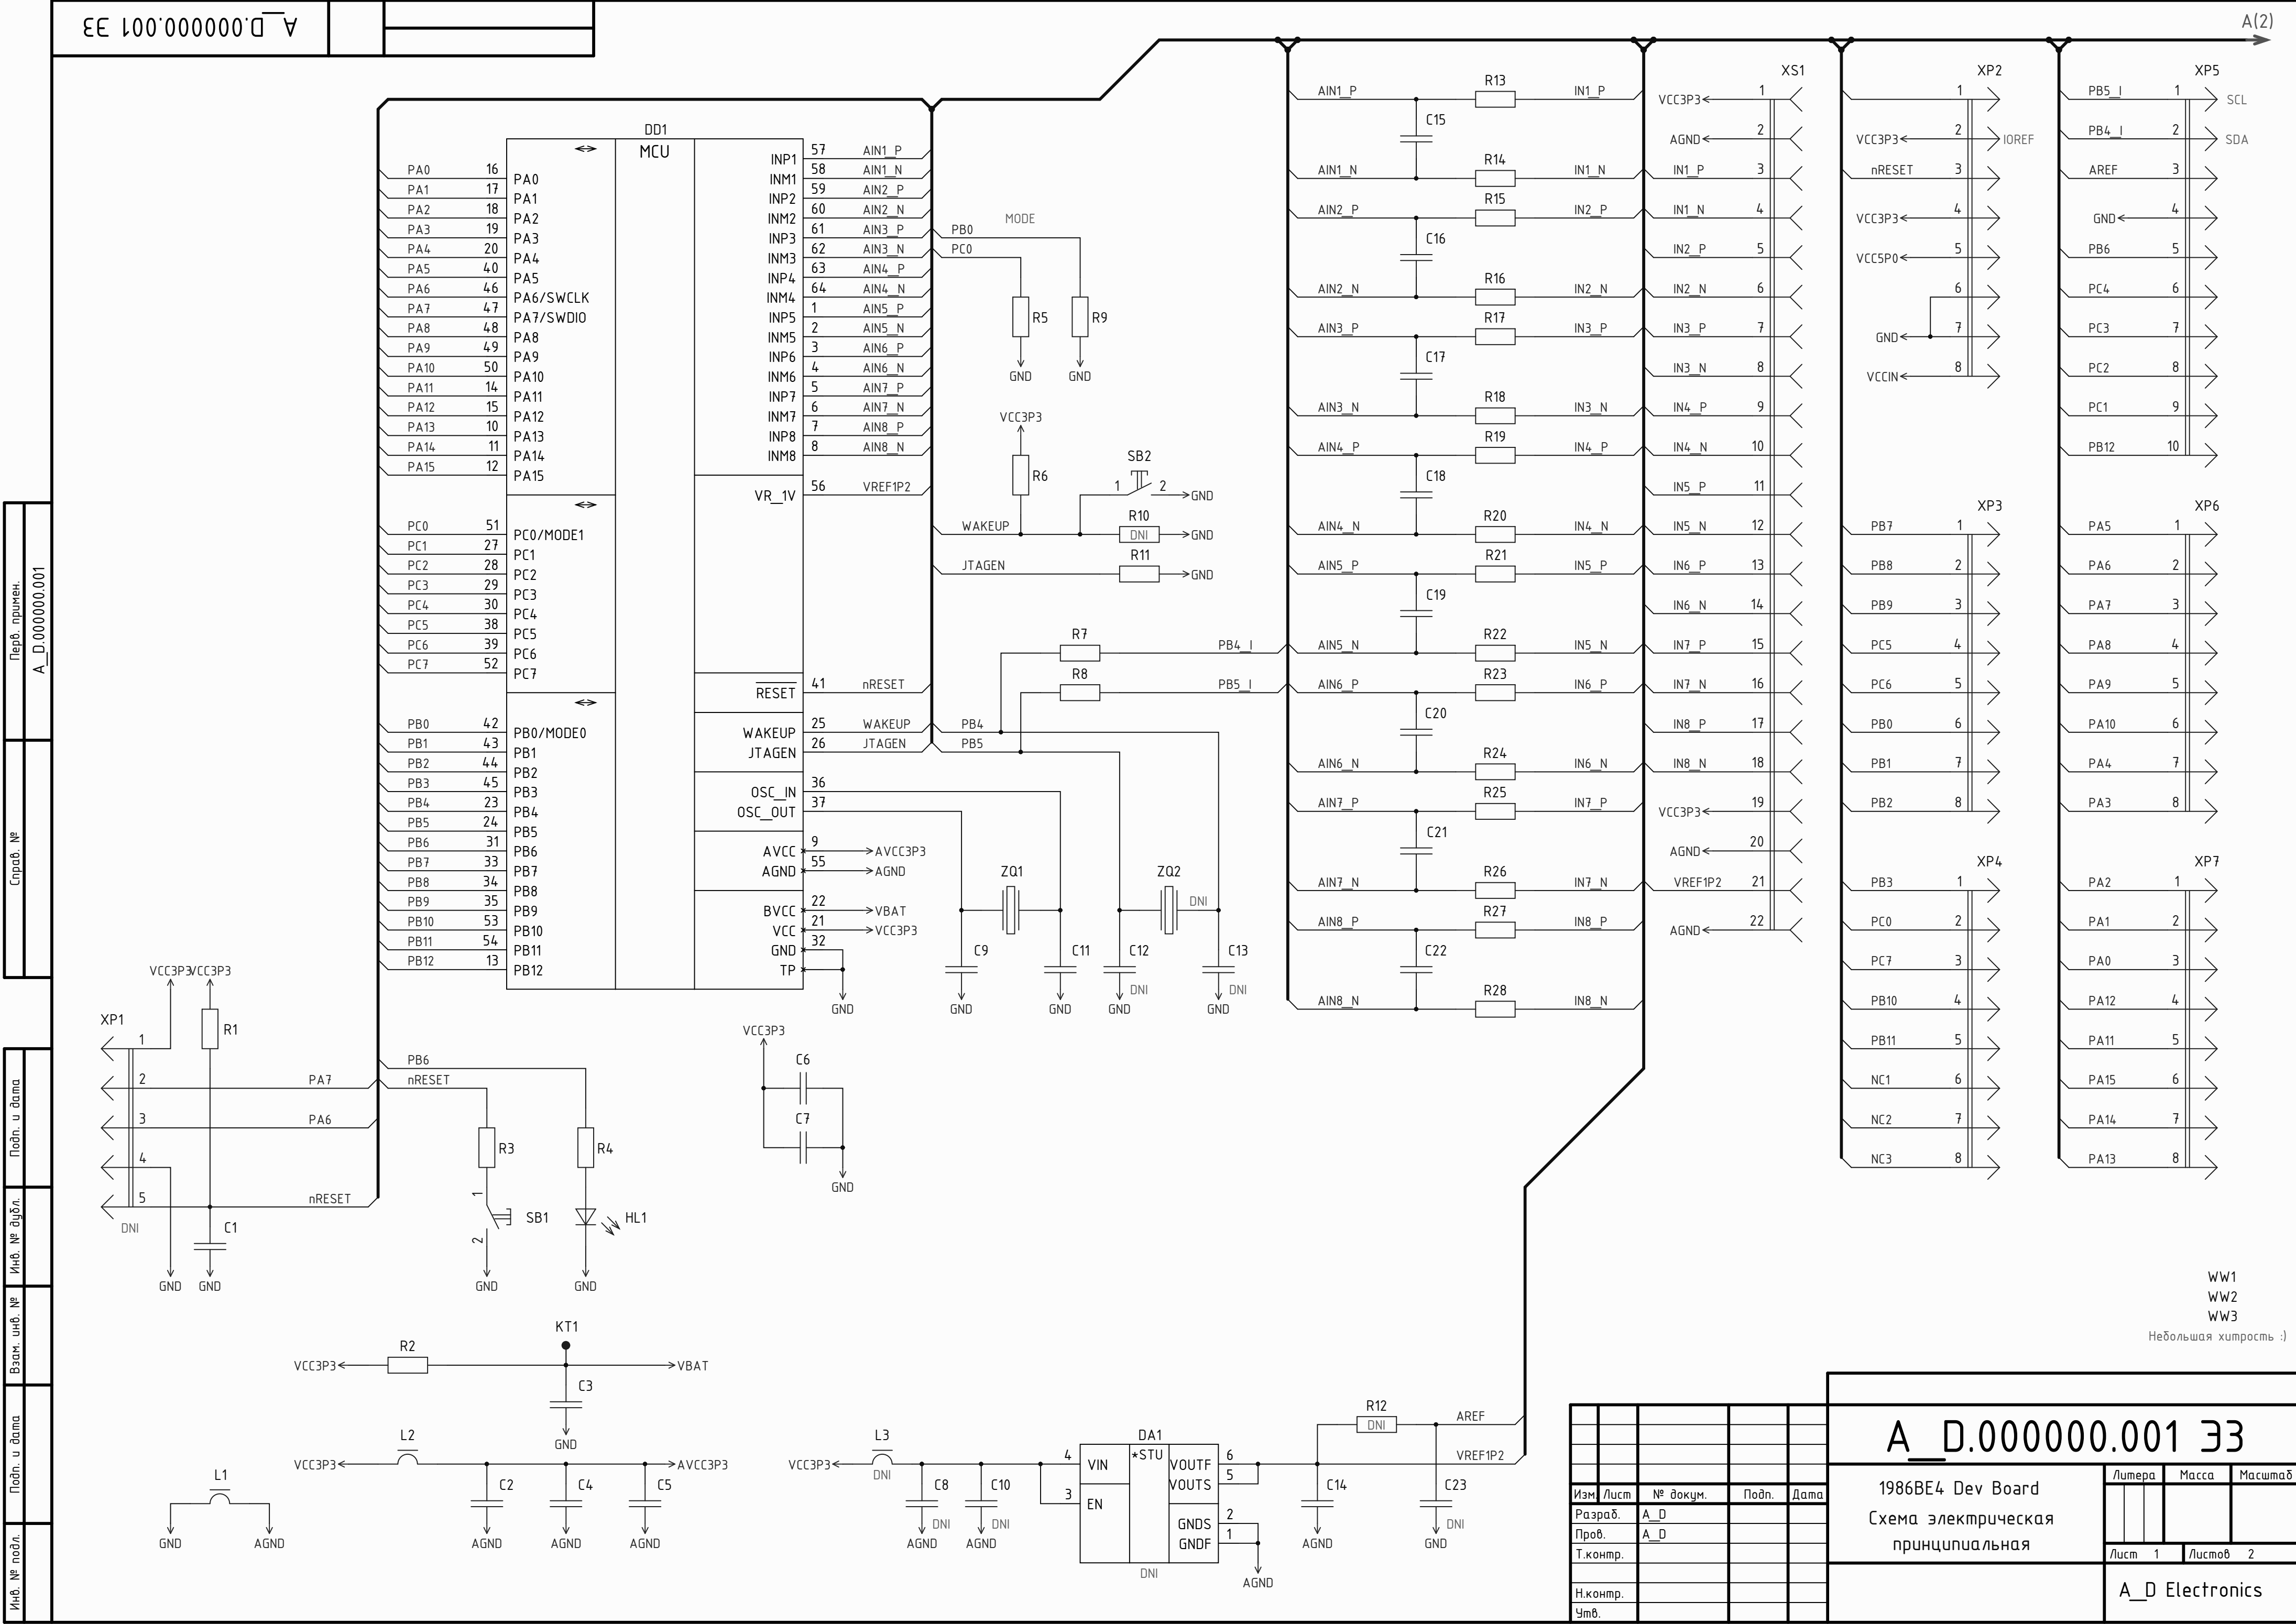 A_D.000000.001 Э3
A(2)
Перв. примен.
A_D.000000.001
Справ. №
Подп. и дата
Инв. № дубл.
Взам. инв. №
Подп. и дата
Инв. № подл.
DD1
MCU
PA0 16 PA0
PA1 17 PA1
PA2 18 PA2
PA3 19 PA3
PA4 20 PA4
PA5 40 PA5
PA6 46 PA6/SWCLK
PA7 47 PA7/SWDIO
PA8 48 PA8
PA9 49 PA9
PA10 50 PA10
PA11 14 PA11
PA12 15 PA12
PA13 10 PA13
PA14 11 PA14
PA15 12 PA15
PC0 51 PC0/MODE1
PC1 27 PC1
PC2 28 PC2
PC3 29 PC3
PC4 30 PC4
PC5 38 PC5
PC6 39 PC6
PC7 52 PC7
PB0 42 PB0/MODE0
PB1 43 PB1
PB2 44 PB2
PB3 45 PB3
PB4 23 PB4
PB5 24 PB5
PB6 31 PB6
PB7 33 PB7
PB8 34 PB8
PB9 35 PB9
PB10 53 PB10
PB11 54 PB11
PB12 13 PB12
INP1 57 AIN1_P
INM1 58 AIN1_N
INP2 59 AIN2_P
INM2 60 AIN2_N
INP3 61 AIN3_P
INM3 62 AIN3_N
INP4 63 AIN4_P
INM4 64 AIN4_N
INP5 1 AIN5_P
INM5 2 AIN5_N
INP6 3 AIN6_P
INM6 4 AIN6_N
INP7 5 AIN7_P
INM7 6 AIN7_N
INP8 7 AIN8_P
INM8 8 AIN8_N
VR_1V 56 VREF1P2
RESET 41 nRESET
WAKEUP 25 WAKEUP
JTAGEN 26 JTAGEN
OSC_IN 36
OSC_OUT 37
AVCC 9 AVCC3P3
AGND 55 AGND
BVCC 22 VBAT
VCC 21 VCC3P3
GND 32
TP
GND
MODE
PB0
PC0
R5
R9
GND
GND
VCC3P3
R6
SB2
1 2 GND
WAKEUP
R10
DNI
GND
R11
JTAGEN
GND
R7
PB4_I
R8
PB5_I
PB4
PB5
ZQ1
ZQ2
DNI
C9
C11
C12
C13
DNI
DNI
GND
GND
GND
GND
AIN1_P R13 IN1_P
C15
AIN1_N R14 IN1_N
AIN2_P R15 IN2_P
C16
AIN2_N R16 IN2_N
AIN3_P R17 IN3_P
C17
AIN3_N R18 IN3_N
AIN4_P R19 IN4_P
C18
AIN4_N R20 IN4_N
AIN5_P R21 IN5_P
C19
AIN5_N R22 IN5_N
AIN6_P R23 IN6_P
C20
AIN6_N R24 IN6_N
AIN7_P R25 IN7_P
C21
AIN7_N R26 IN7_N
AIN8_P R27 IN8_P
C22
AIN8_N R28 IN8_N
XS1
VCC3P3 1
AGND 2
IN1_P 3
IN1_N 4
IN2_P 5
IN2_N 6
IN3_P 7
IN3_N 8
IN4_P 9
IN4_N 10
IN5_P 11
IN5_N 12
IN6_P 13
IN6_N 14
IN7_P 15
IN7_N 16
IN8_P 17
IN8_N 18
VCC3P3 19
AGND 20
VREF1P2 21
AGND 22
XP2
1
VCC3P3 2 IOREF
nRESET 3
VCC3P3 4
VCC5P0 5
6
GND 7
VCCIN 8
XP3
PB7 1
PB8 2
PB9 3
PC5 4
PC6 5
PB0 6
PB1 7
PB2 8
XP4
PB3 1
PC0 2
PC7 3
PB10 4
PB11 5
NC1 6
NC2 7
NC3 8
XP5
PB5_I 1 SCL
PB4_I 2 SDA
AREF 3
GND 4
PB6 5
PC4 6
PC3 7
PC2 8
PC1 9
PB12 10
XP6
PA5 1
PA6 2
PA7 3
PA8 4
PA9 5
PA10 6
PA4 7
PA3 8
XP7
PA2 1
PA1 2
PA0 3
PA12 4
PA11 5
PA15 6
PA14 7
PA13 8
VCC3P3 VCC3P3
XP1
R1
1
2 PA7
3 PA6
4
5 nRESET
DNI
C1
GND
GND
PB6
nRESET
R3
R4
1
SB1
2
HL1
GND
GND
VCC3P3
C6
C7
GND
KT1
R2
VCC3P3
VBAT
C3
GND
L2
VCC3P3
AVCC3P3
C2
C4
C5
AGND
AGND
AGND
L1
GND
AGND
L3
VCC3P3
DNI
C8
DNI
C10
DNI
AGND
AGND
DA1
*STU
4 VIN
3 EN
VOUTF 6
VOUTS 5
GNDS 2
GNDF 1
DNI
AGND
R12
DNI
AREF
VREF1P2
C14
C23
DNI
AGND
GND
WW1
WW2
WW3
Небольшая хитрость :)
A_D.000000.001 Э3
Изм. Лист № докум. Подп. Дата
Разраб. A_D
Пров. A_D
Т.контр.
Н.контр.
Утв.
1986BE4 Dev Board
Схема электрическая
принципиальная
Литера Масса Масштаб
Лист 1 Листов 2
A_D Electronics